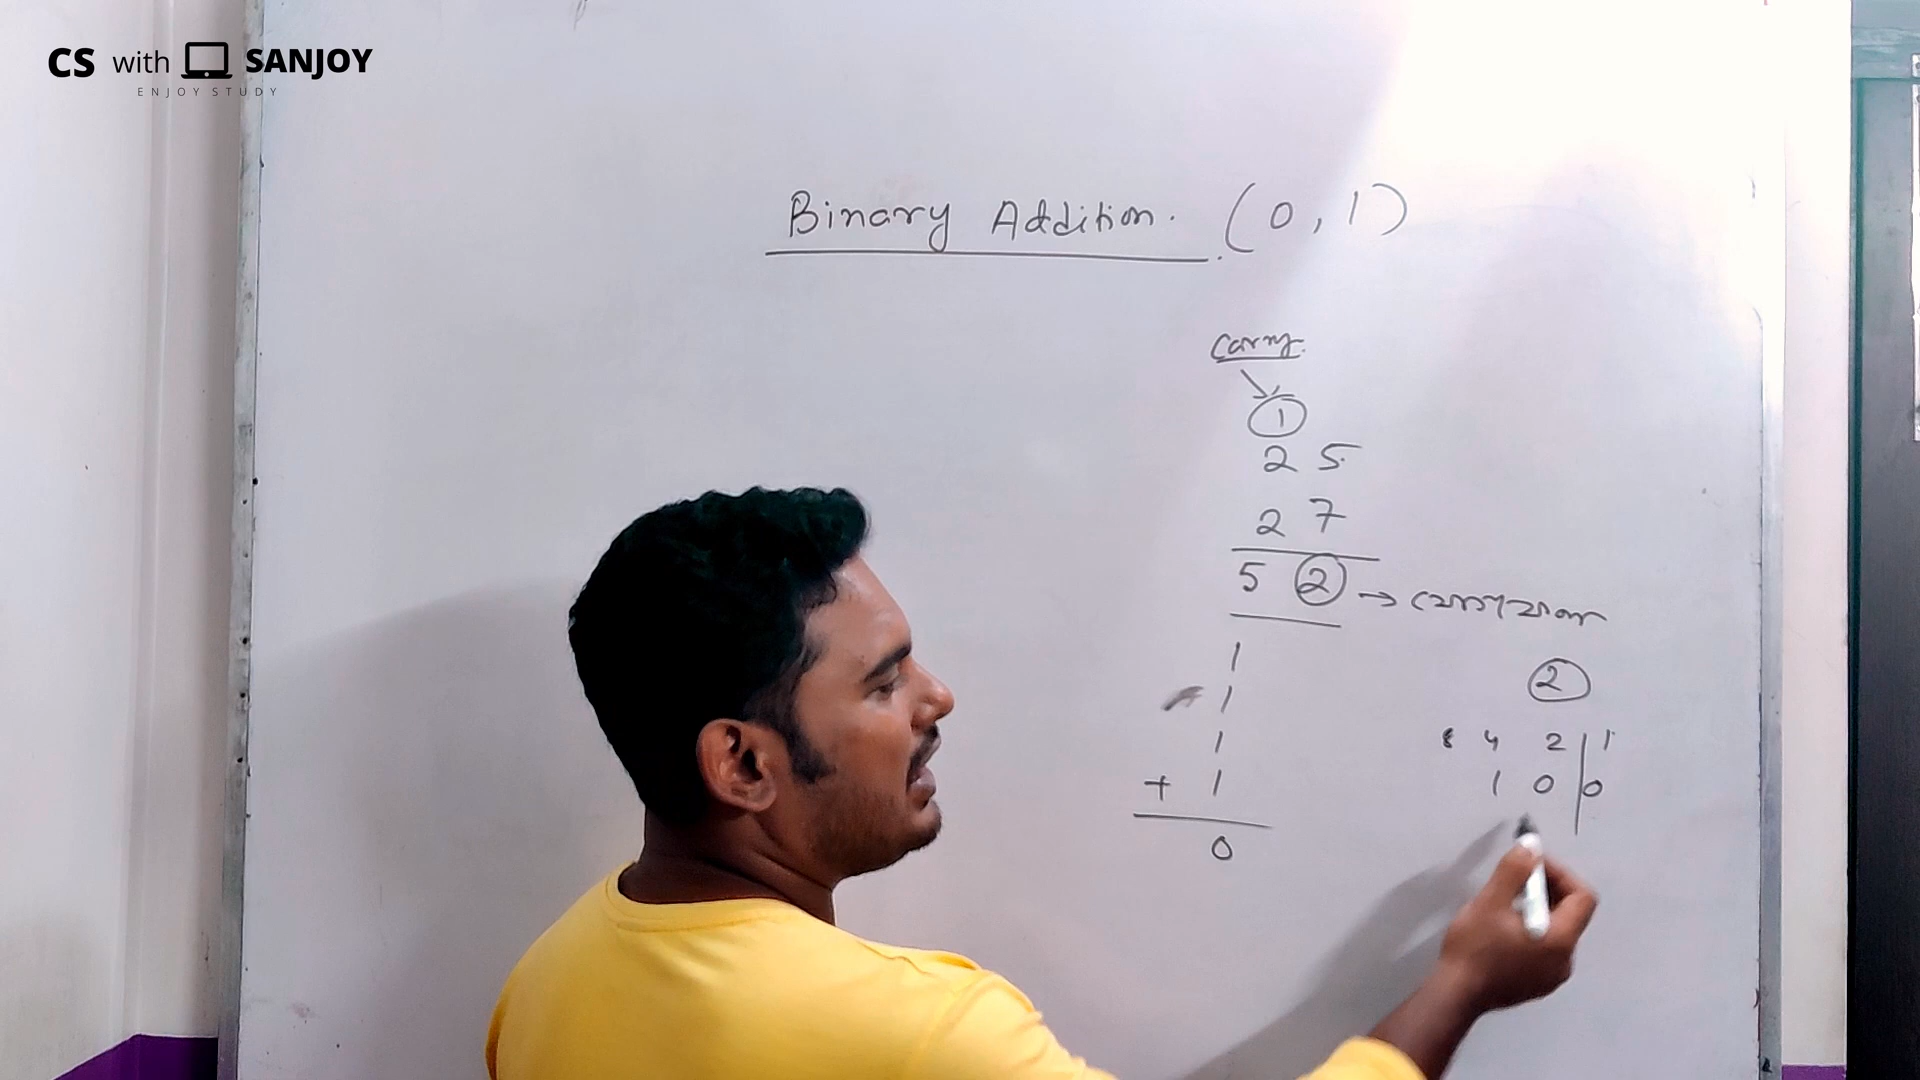 CS with SANJOY
ENJOY STUDY
Binary Addition. (0,1)
carry
1
2 5
2 7
5 2 →
1
1
1
+ 1
0
2
8 4 2 1
1 0 0